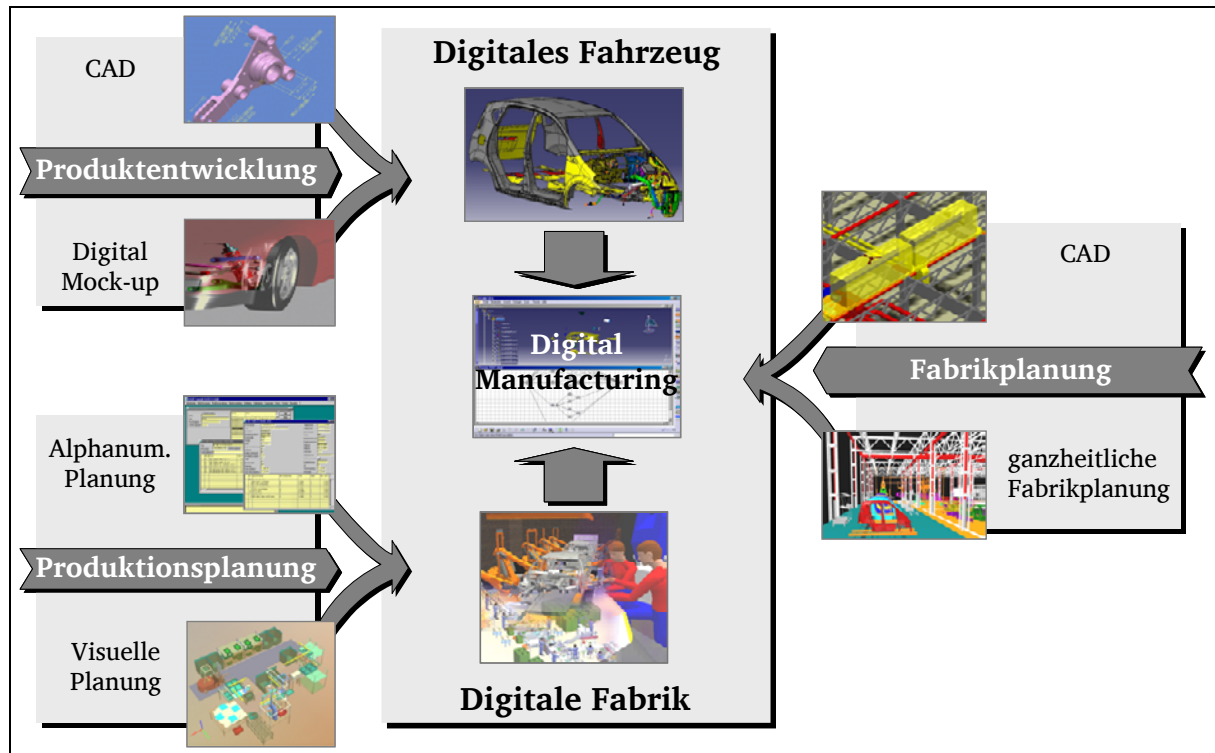 CAD
Produktentwicklung
Digital
Mock-up
Alphanum.
Planung
Produktionsplanung
Visuelle
Planung
Digitales Fahrzeug
Digital
Manufacturing
Digitale Fabrik
CAD
Fabrikplanung
ganzheitliche
Fabrikplanung